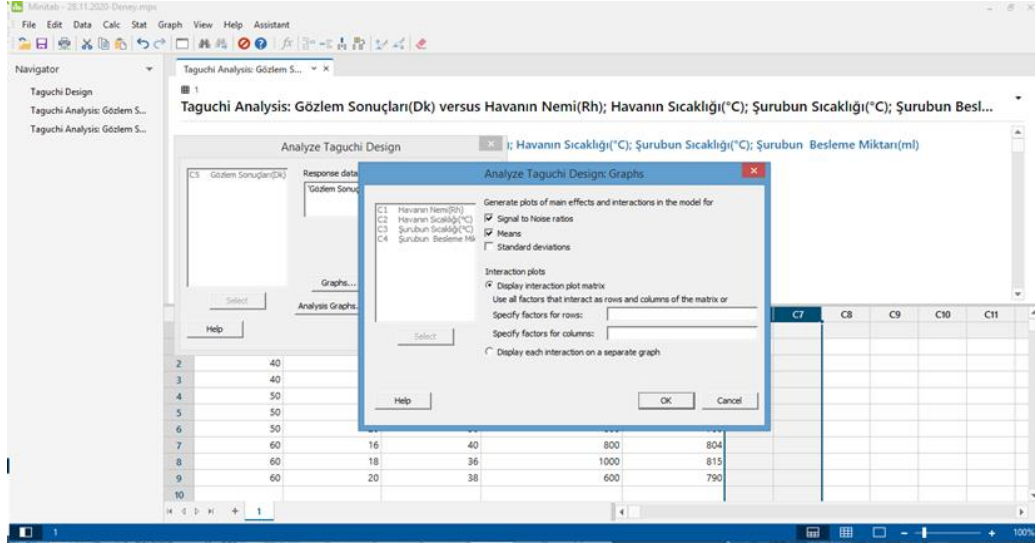 Minitab - 28.11.2020-Deney.mpx
File Edit Data Calc Stat Graph View Help Assistant
Navigator
Taguchi Design
Taguchi Analysis: Gözlem S...
Taguchi Analysis: Gözlem S...
Taguchi Analysis: Gözlem S...
1
Taguchi Analysis: Gözlem Sonuçları(Dk) versus Havanın Nemi(Rh); Havanın Sıcaklığı(°C); Şurubun Sıcaklığı(°C); Şurubun Besl...
Havanın Sıcaklığı(°C); Şurubun Sıcaklığı(°C); Şurubun Besleme Miktarı(ml)
Analyze Taguchi Design
C5 Gözlem Sonuçları(Dk)
Response data
'Gözlem Sonuç
Graphs...
Analysis Graphs.
Select
Help
Analyze Taguchi Design: Graphs
C1 Havanın Nemi(Rh)
C2 Havanın Sıcaklığı(°C)
C3 Şurubun Sıcaklığı(°C)
C4 Şurubun Besleme Mik
Select
Generate plots of main effects and interactions in the model for
Signal to Noise ratios
Means
Standard deviations
Interaction plots
Display interaction plot matrix
Use all factors that interact as rows and columns of the matrix or
Specify factors for rows:
Specify factors for columns:
Display each interaction on a separate graph
Help OK Cancel
C7 C8 C9 C10 C11
2 40
3 40
4 50
5 50
6 50
7 60 16 40 800 804
8 60 18 36 1000 815
9 60 20 38 600 790
10
1
1
100%